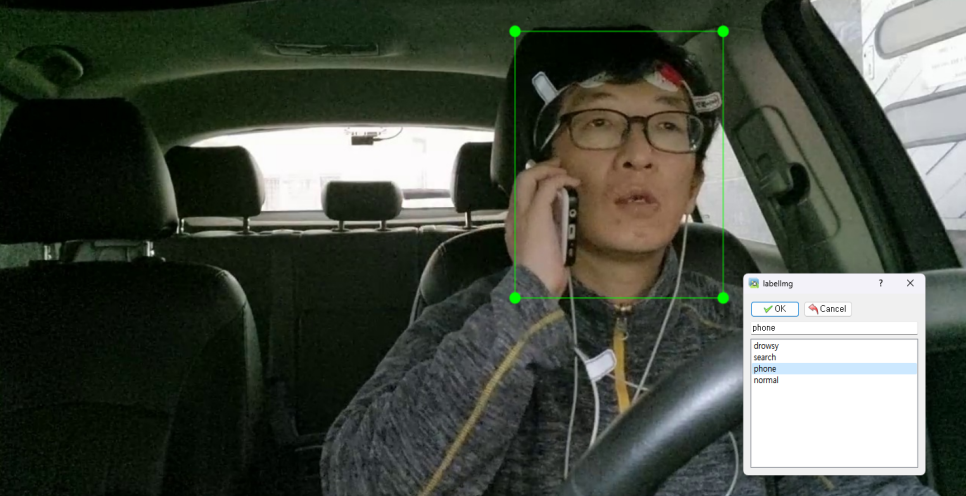 labelImg
?
OK
Cancel
phone
drowsy
search
phone
normal